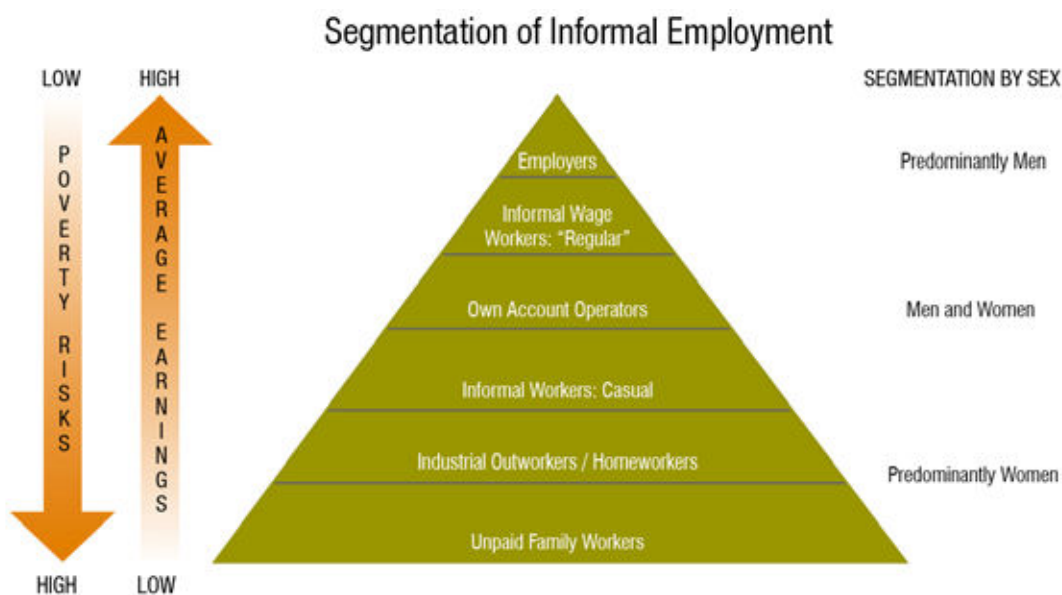 Segmentation of Informal Employment
LOW
HIGH
SEGMENTATION BY SEX
POVERTY RISKS
AVERAGE EARNINGS
Employers
Predominantly Men
Informal Wage
Workers: “Regular”
Own Account Operators
Men and Women
Informal Workers: Casual
Industrial Outworkers / Homeworkers
Predominantly Women
Unpaid Family Workers
HIGH
LOW